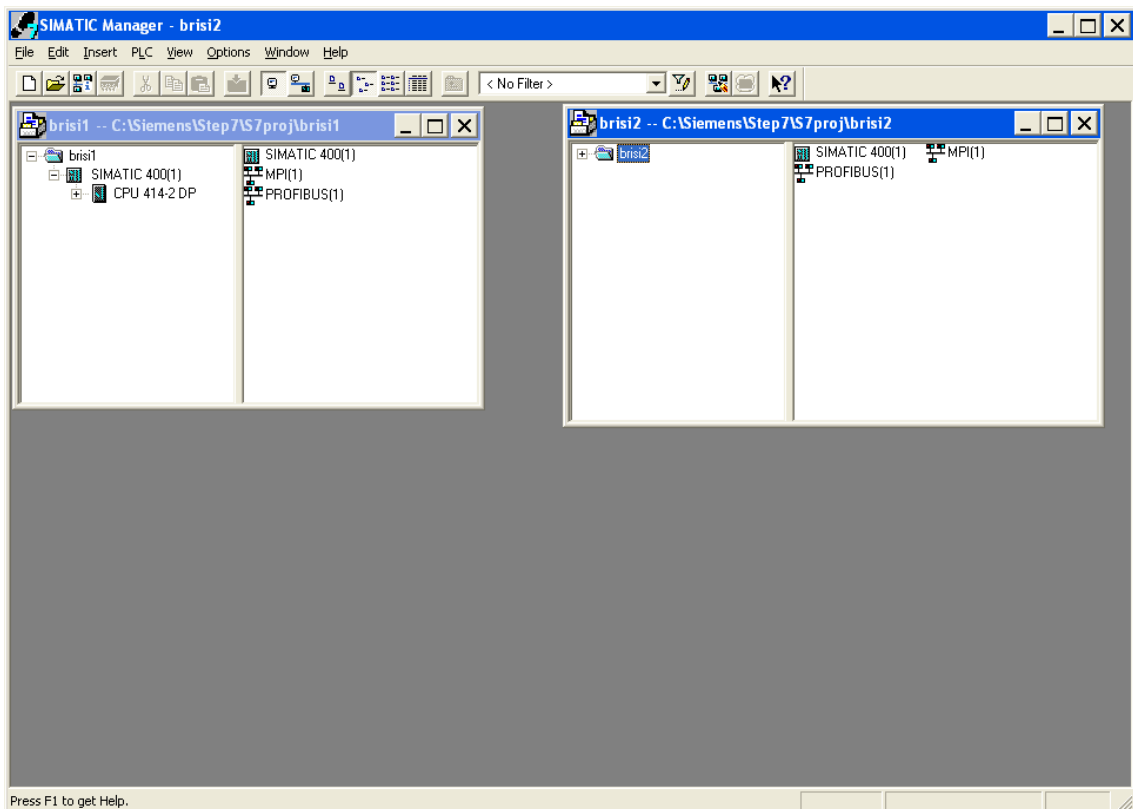 SIMATIC Manager - brisi2
File Edit Insert PLC View Options Window Help
< No Filter >
brisi1 -- C:\Siemens\Step7\S7proj\brisi1
brisi1
SIMATIC 400(1)
CPU 414-2 DP
SIMATIC 400(1)
MPI(1)
PROFIBUS(1)
brisi2 -- C:\Siemens\Step7\S7proj\brisi2
brisi2
SIMATIC 400(1) MPI(1)
PROFIBUS(1)
Press F1 to get Help.